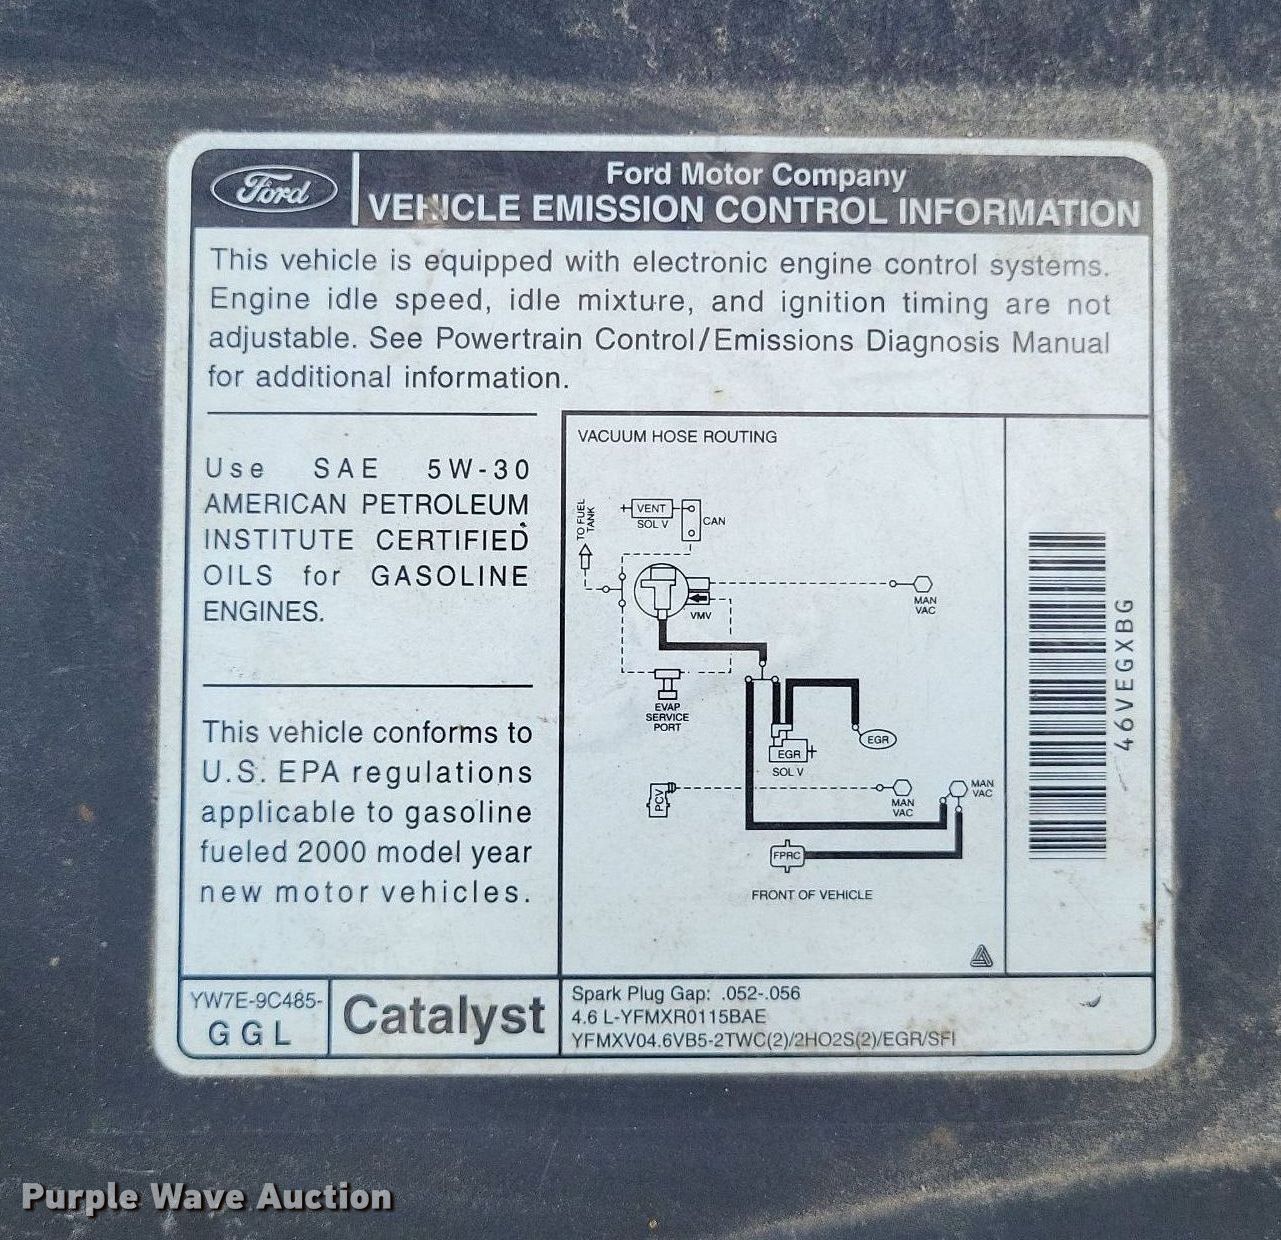 Ford
Ford Motor Company
VEHICLE EMISSION CONTROL INFORMATION
This vehicle is equipped with electronic engine control systems.
Engine idle speed, idle mixture, and ignition timing are not
adjustable. See Powertrain Control/Emissions Diagnosis Manual
for additional information.
Use SAE 5W-30
AMERICAN PETROLEUM
INSTITUTE CERTIFIED
OILS for GASOLINE
ENGINES.
This vehicle conforms to
U.S. EPA regulations
applicable to gasoline
fueled 2000 model year
new motor vehicles.
VACUUM HOSE ROUTING
TO FUEL
TANK
VENT
SOL V
CAN
VMV
MAN
VAC
EVAP
SERVICE
PORT
EGR
SOL V
EGR
PCV
MAN
VAC
MAN
VAC
FPRC
FRONT OF VEHICLE
46VEGXBG
YW7E-9C485-
GGL
Catalyst
Spark Plug Gap: .052-.056
4.6 L-YFMXR0115BAE
YFMXV04.6VB5-2TWC(2)/2HO2S(2)/EGR/SFI
Purple Wave Auction